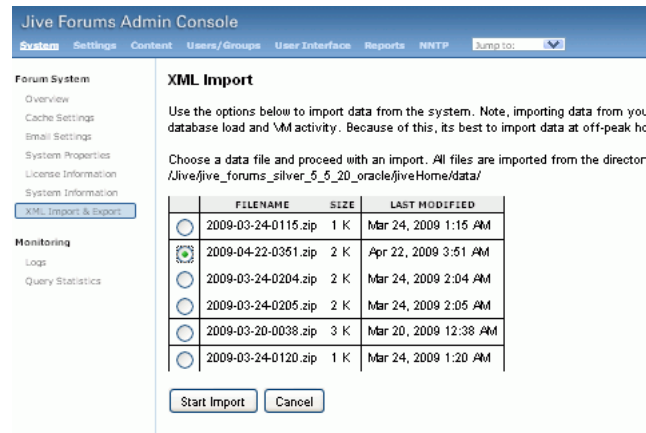 Jive Forums Admin Console
System Settings Content Users/Groups User Interface Reports NNTP Jump to:
Forum System
Overview
Cache Settings
Email Settings
System Properties
License Information
System Information
XML Import & Export
Monitoring
Logs
Query Statistics
XML Import
Use the options below to import data from the system. Note, importing data from you
database load and VM activity. Because of this, its best to import data at off-peak ho
Choose a data file and proceed with an import. All files are imported from the director
/Jive/jive_forums_silver_5_5_20_oracle/jiveHome/data/
FILENAME SIZE LAST MODIFIED
2009-03-24-0115.zip 1 K Mar 24, 2009 1:15 AM
2009-04-22-0351.zip 2 K Apr 22, 2009 3:51 AM
2009-03-24-0204.zip 2 K Mar 24, 2009 2:04 AM
2009-03-24-0205.zip 2 K Mar 24, 2009 2:05 AM
2009-03-20-0038.zip 3 K Mar 20, 2009 12:38 AM
2009-03-24-0120.zip 1 K Mar 24, 2009 1:20 AM
Start Import Cancel